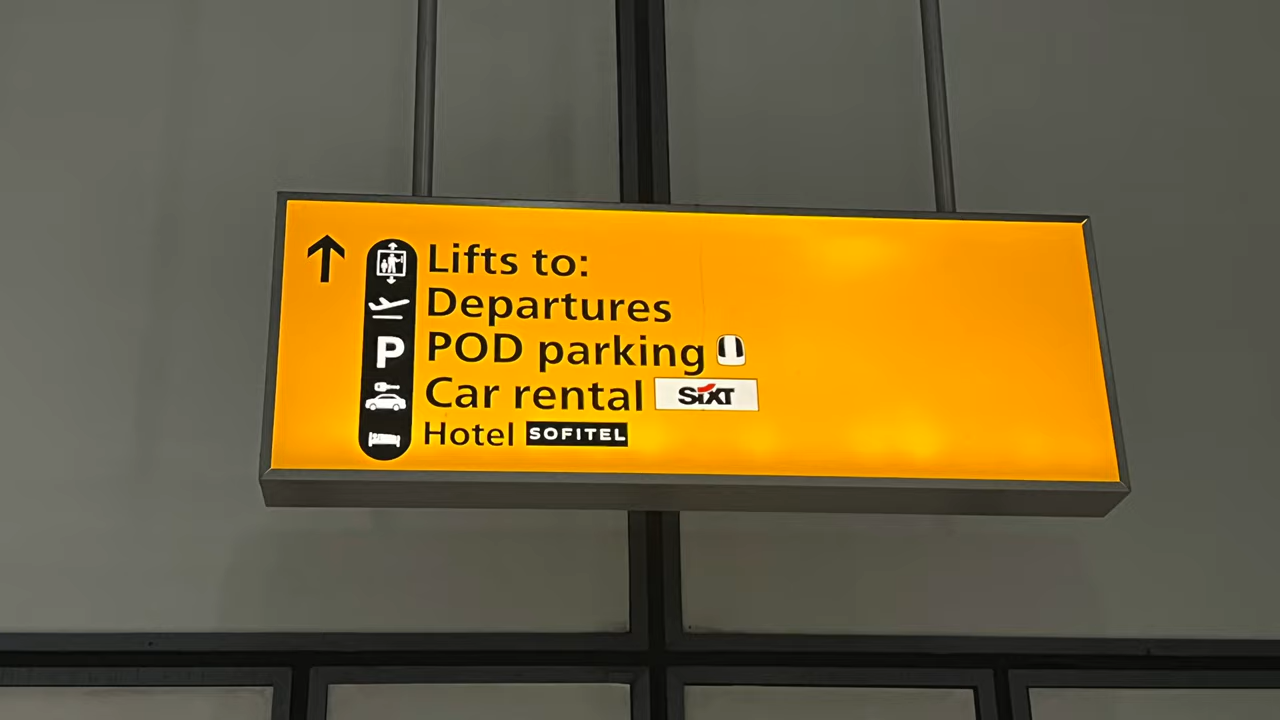 Lifts to:
Departures
P POD parking
Car rental SiXT
Hotel SOFITEL